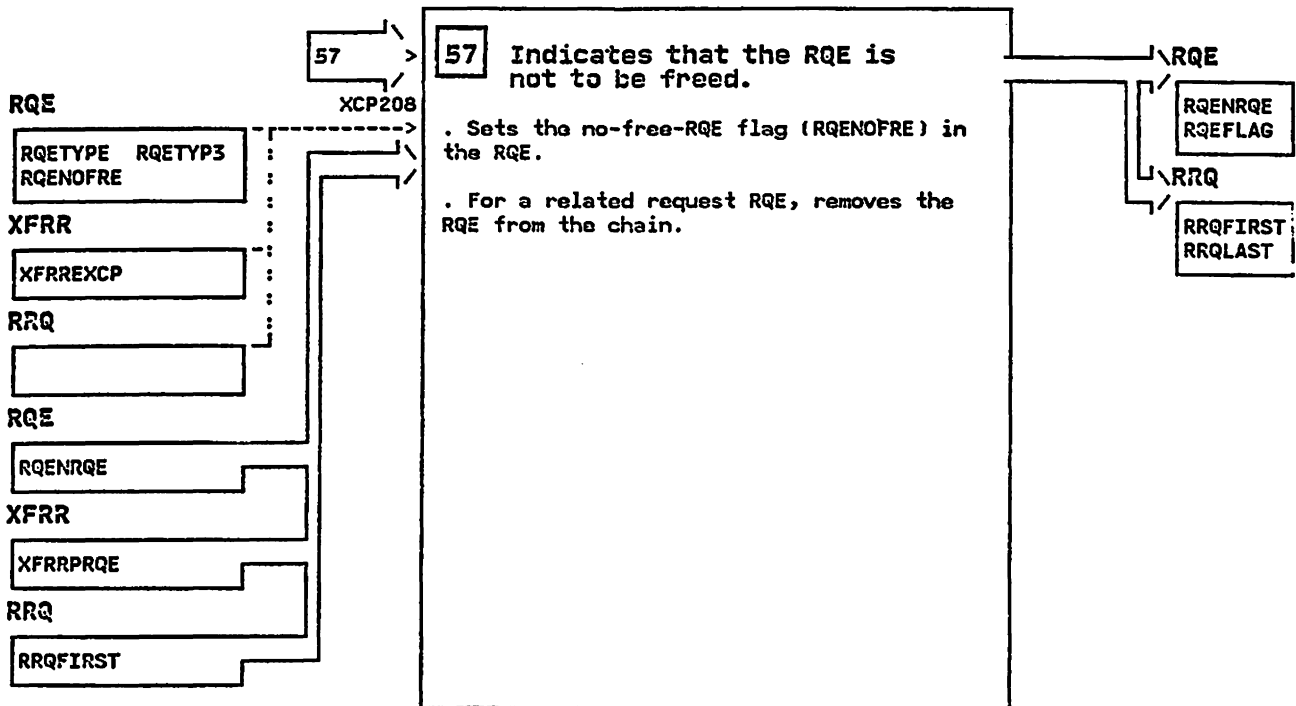 57
XCP208
RQE
RQETYPE RQETYP3
RQENOFRE
XFRR
XFRREXCP
RRQ
RQE
RQENRQE
XFRR
XFRRPRQE
RRQ
RRQFIRST
57 Indicates that the RQE is
not to be freed.
. Sets the no-free-RQE flag (RQENOFRE) in
the RQE.
. For a related request RQE, removes the
RQE from the chain.
RQE
RQENRQE
RQEFLAG
RRQ
RRQFIRST
RRQLAST